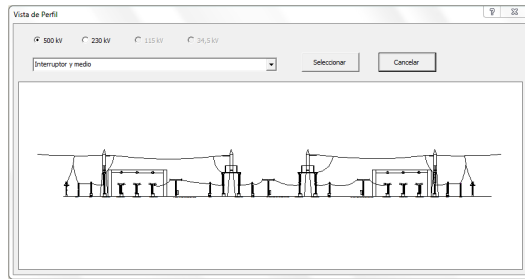 Vista de Perfil
500 kV 230 kV 115 kV 34,5 kV
Interruptor y medio Seleccionar Cancelar